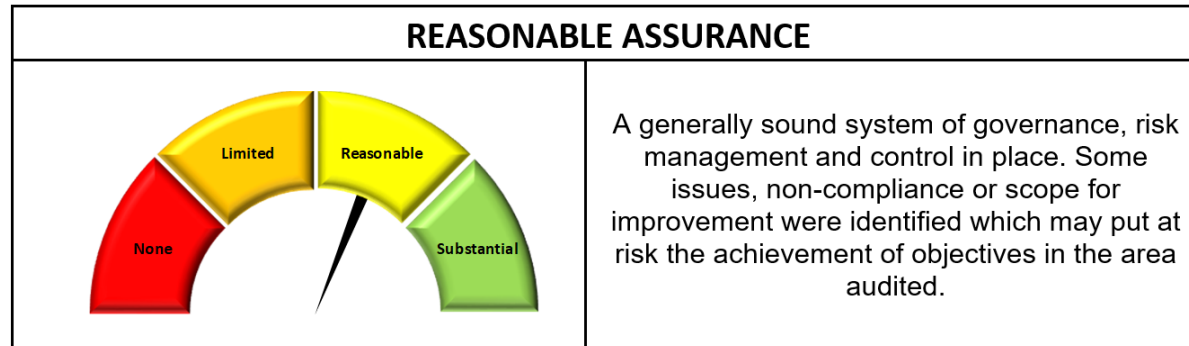 REASONABLE ASSURANCE
Limited
Reasonable
None
Substantial
A generally sound system of governance, risk
management and control in place. Some
issues, non-compliance or scope for
improvement were identified which may put at
risk the achievement of objectives in the area
audited.